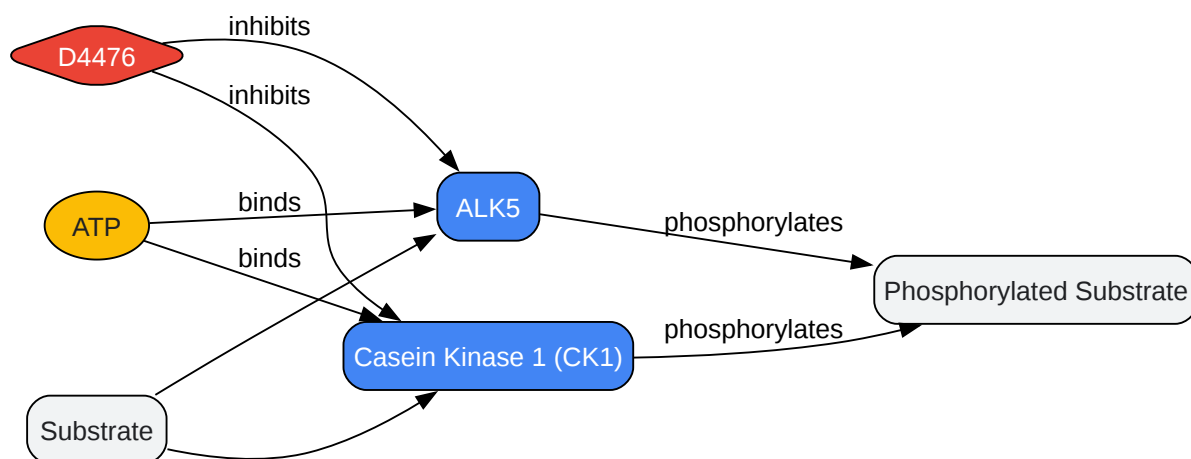 inhibits
D4476
inhibits
binds
ATP
ALK5
phosphorylates
binds
Phosphorylated Substrate
phosphorylates
Casein Kinase 1 (CK1)
Substrate